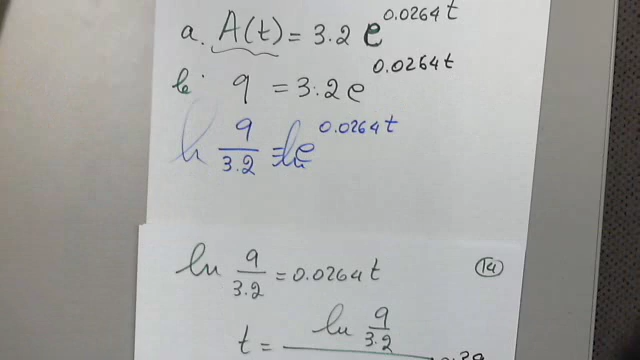 a. A(t) = 3.2 e^0.0264t
b. 9 = 3.2 e^0.0264t
ln 9/3.2 = ln e^0.0264t
ln 9/3.2 = 0.0264t
14
t = ln 9/3.2